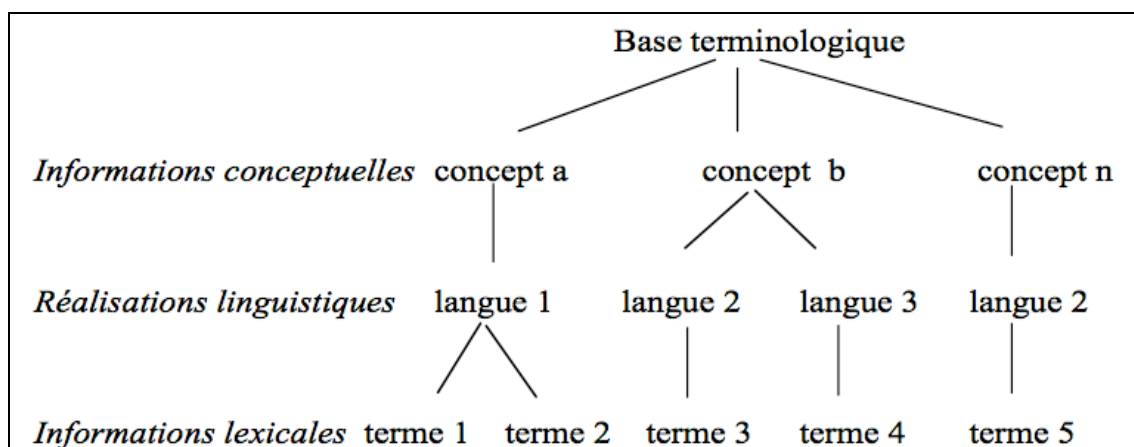 Base terminologique
Informations conceptuelles concept a concept b concept n
Réalisations linguistiques langue 1 langue 2 langue 3 langue 2
Informations lexicales terme 1 terme 2 terme 3 terme 4 terme 5